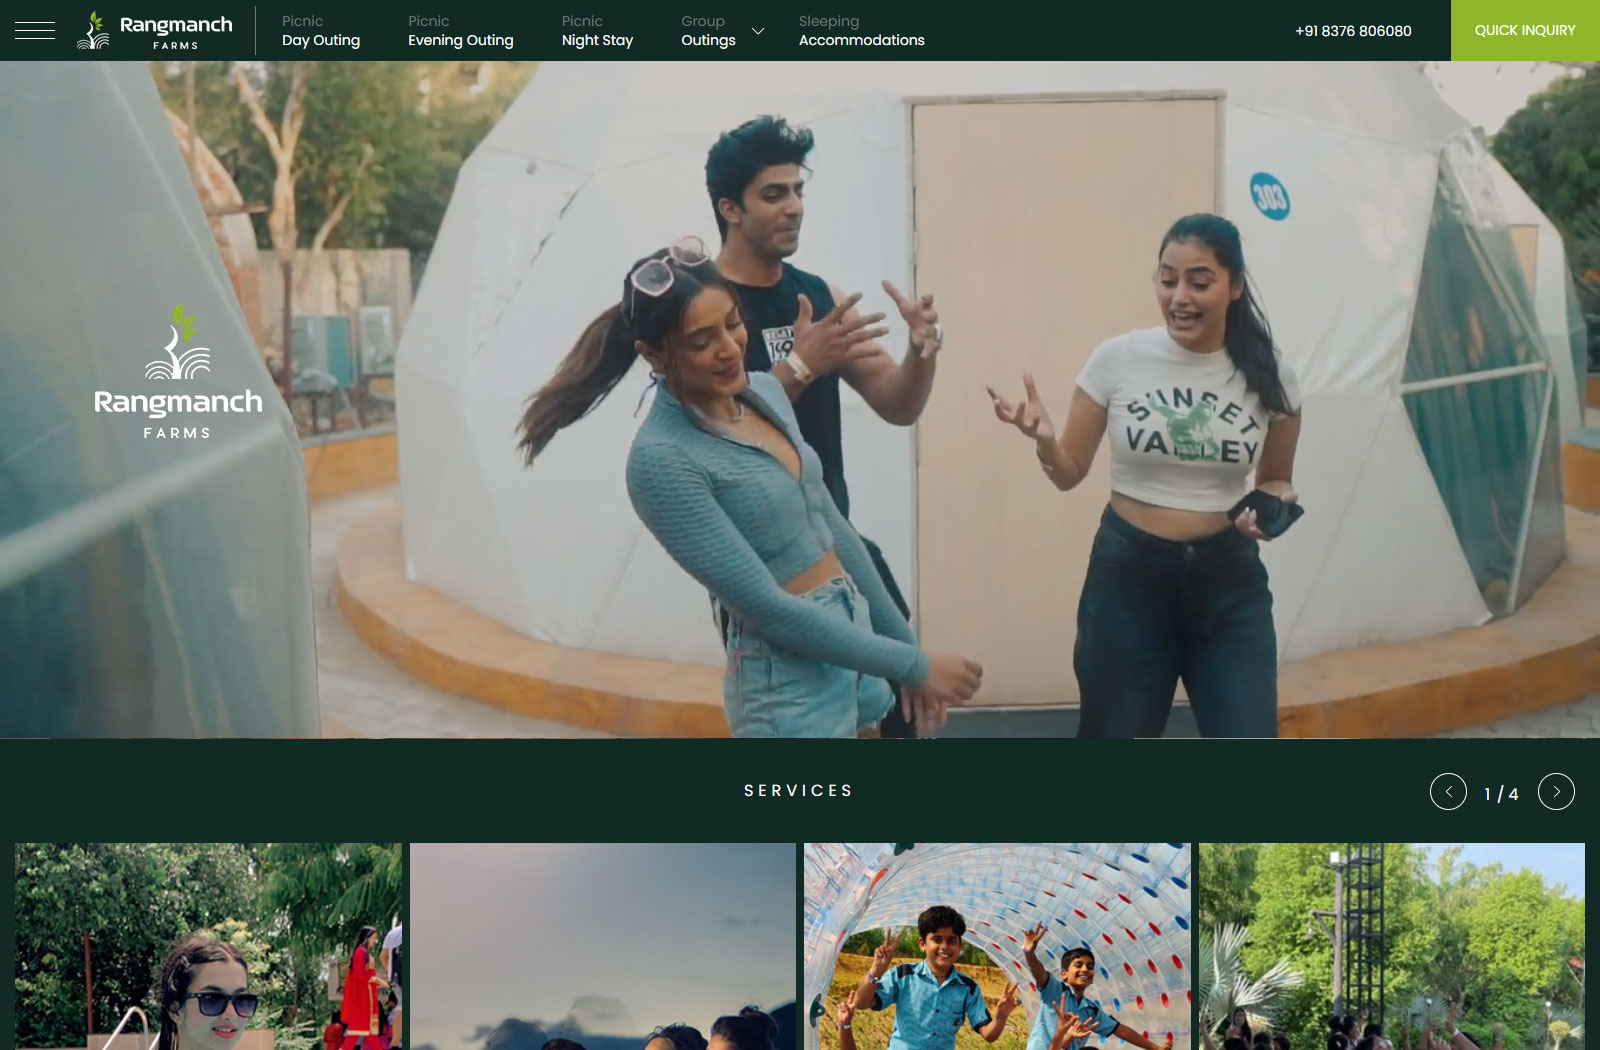 Rangmanch
FARMS
Picnic
Day Outing
Picnic
Evening Outing
Picnic
Night Stay
Group
Outings
Sleeping
Accommodations
+91 8376 806080
QUICK INQUIRY
303
Rangmanch
FARMS
SUNSET
VALLEY
SERVICES
1 / 4